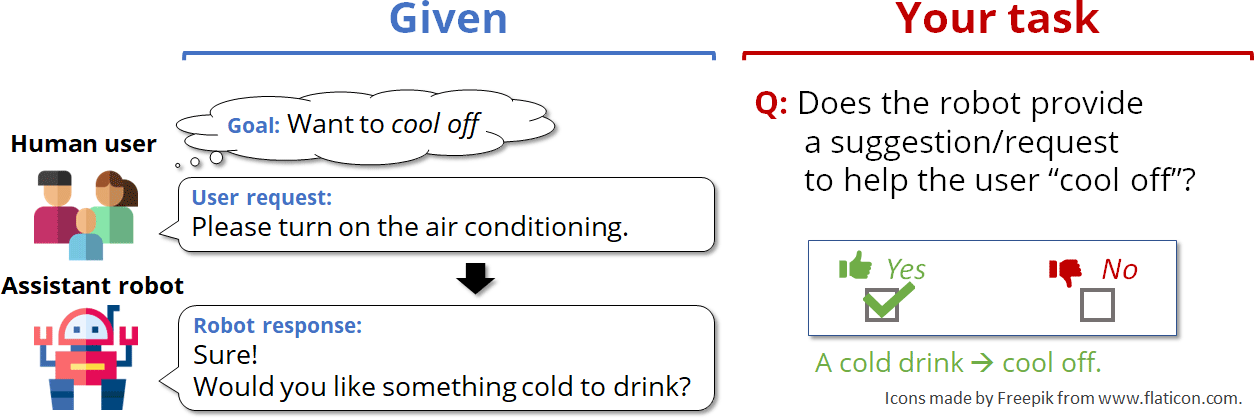 Given
Your task
Goal: Want to cool off
Human user
User request:
Please turn on the air conditioning.
Assistant robot
Robot response:
Sure!
Would you like something cold to drink?
Q: Does the robot provide
a suggestion/request
to help the user “cool off”?
Yes
No
A cold drink → cool off.
Icons made by Freepik from www.flaticon.com.